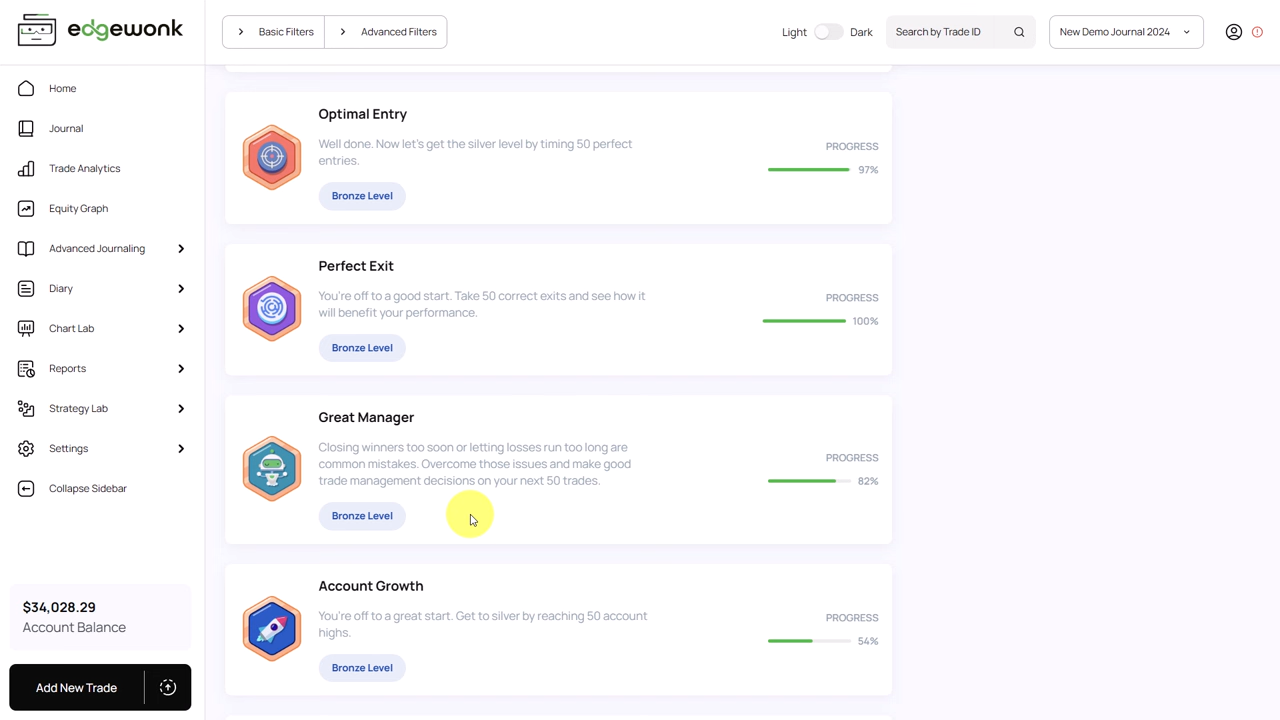 edgewonk
Basic Filters
Advanced Filters
Light
Dark
Search by Trade ID
New Demo Journal 2024
Home
Journal
Trade Analytics
Equity Graph
Advanced Journaling
Diary
Chart Lab
Reports
Strategy Lab
Settings
Collapse Sidebar
$34,028.29
Account Balance
Add New Trade
Optimal Entry
Well done. Now let's get the silver level by timing 50 perfect
entries.
Bronze Level
PROGRESS
97%
Perfect Exit
You're off to a good start. Take 50 correct exits and see how it
will benefit your performance.
Bronze Level
PROGRESS
100%
Great Manager
Closing winners too soon or letting losses run too long are
common mistakes. Overcome those issues and make good
trade management decisions on your next 50 trades.
Bronze Level
PROGRESS
82%
Account Growth
You're off to a great start. Get to silver by reaching 50 account
highs.
Bronze Level
PROGRESS
54%